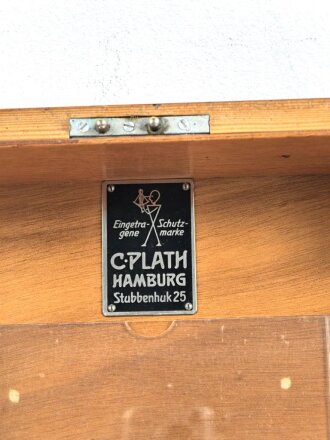 Eingetra- Schutz-
gene marke
C·PLATH
HAMBURG
Stubbenhuk 25